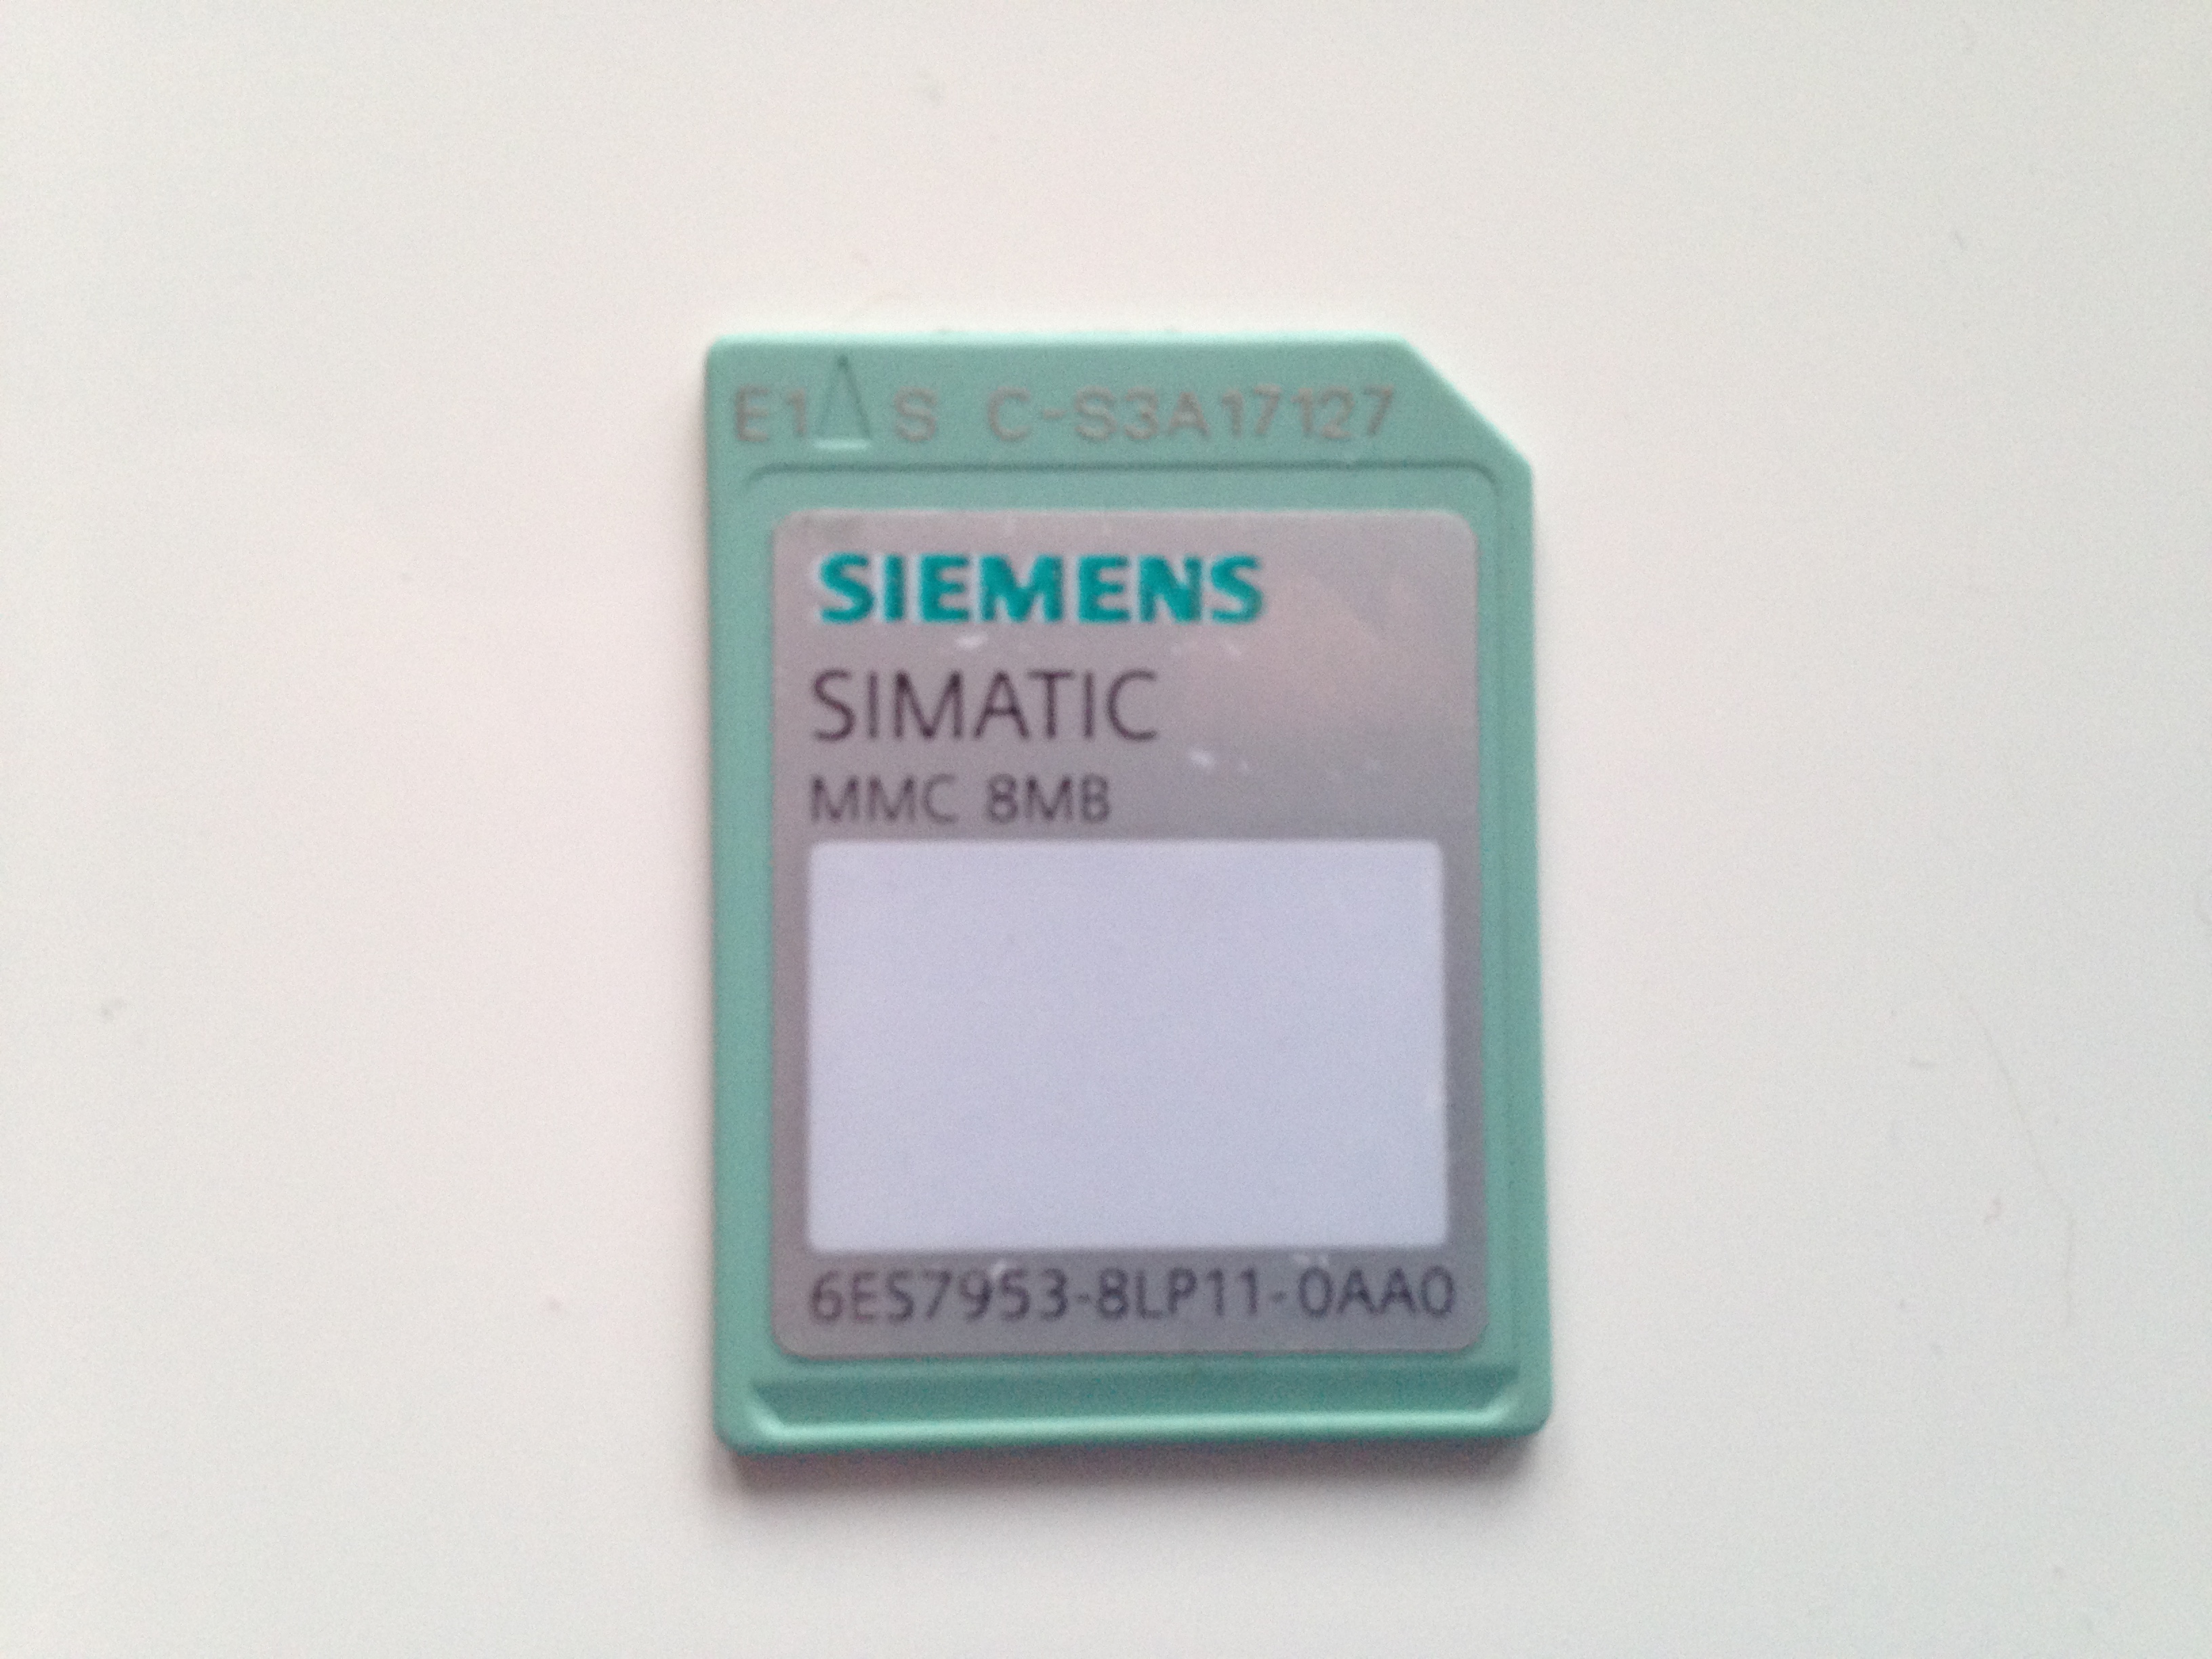 E1 S C-S3A17127
SIEMENS
SIMATIC
MMC 8MB
6ES7953-8LP11-0AA0